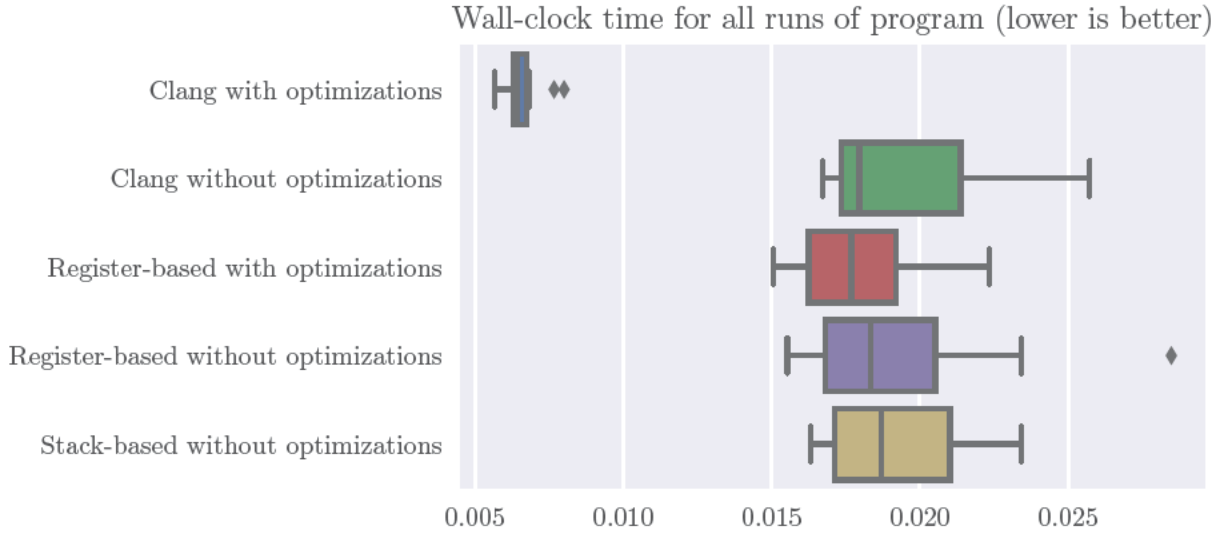 Wall-clock time for all runs of program (lower is better)
Clang with optimizations
Clang without optimizations
Register-based with optimizations
Register-based without optimizations
Stack-based without optimizations
0.005 0.010 0.015 0.020 0.025